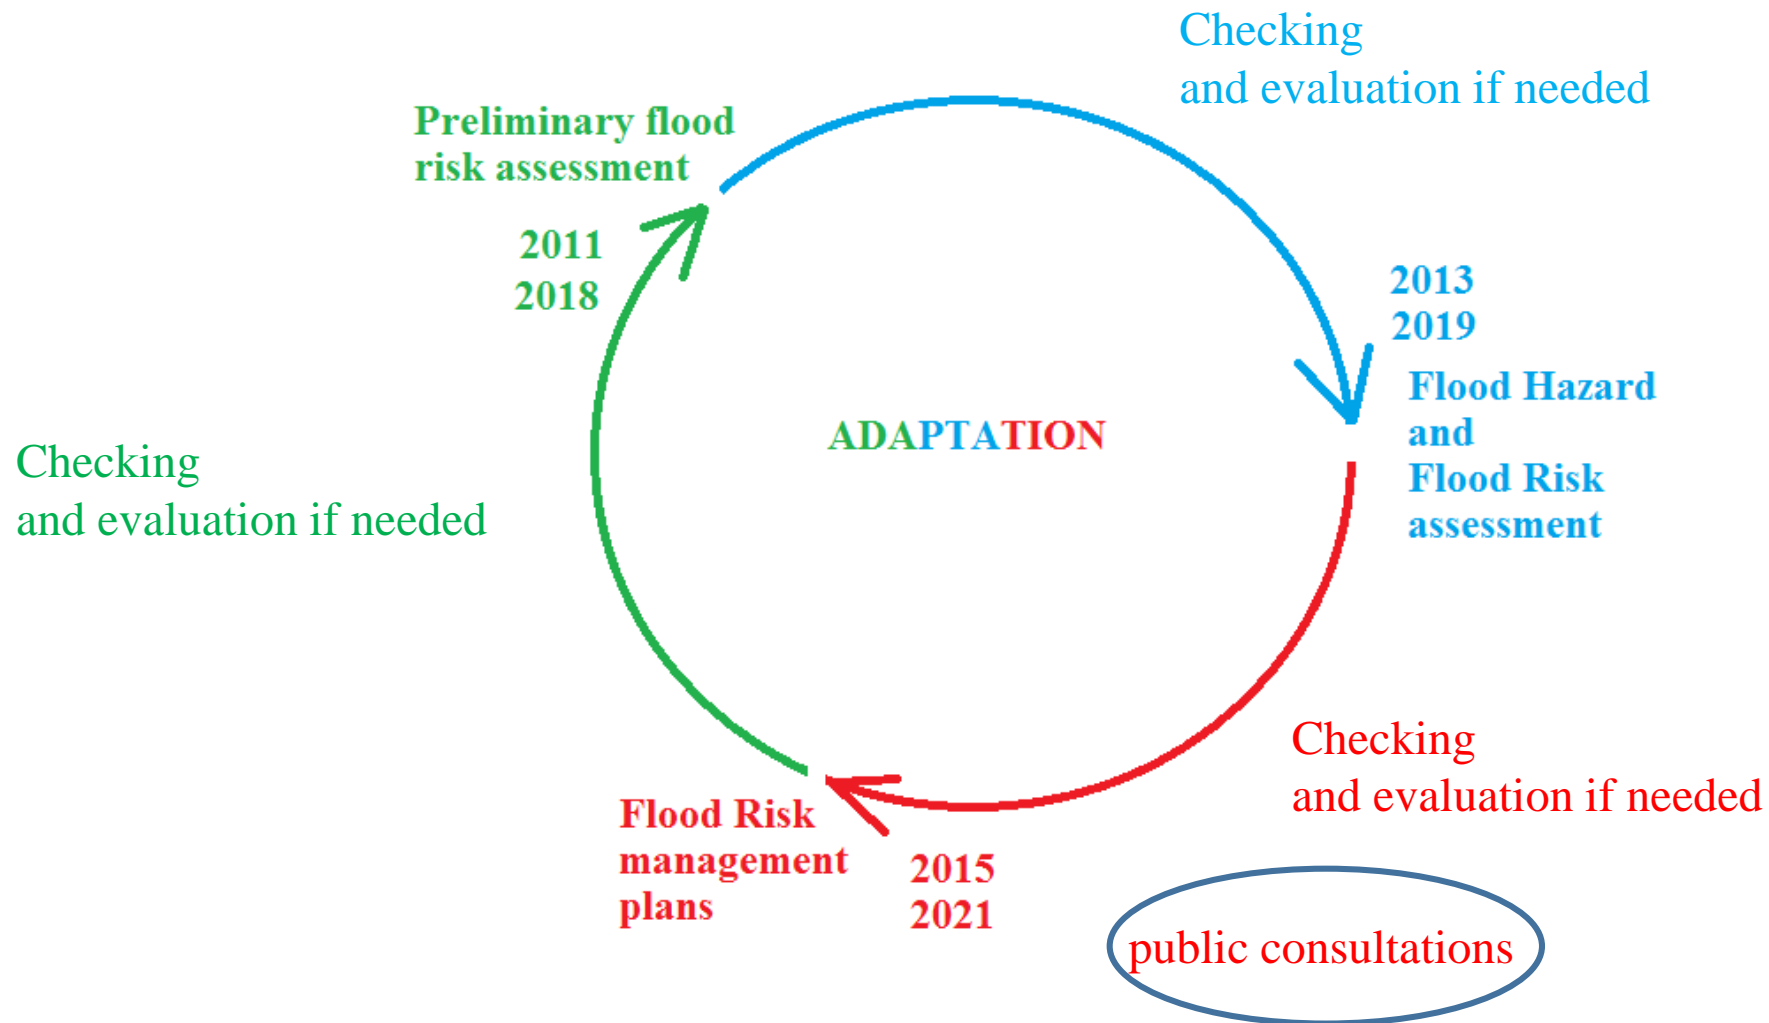 Checking
and evaluation if needed
Preliminary flood
risk assessment
2011
2018
2013
2019
Flood Hazard
and
Flood Risk
assessment
ADAPTATION
Checking
and evaluation if needed
Checking
and evaluation if needed
Flood Risk
management
plans
2015
2021
public consultations